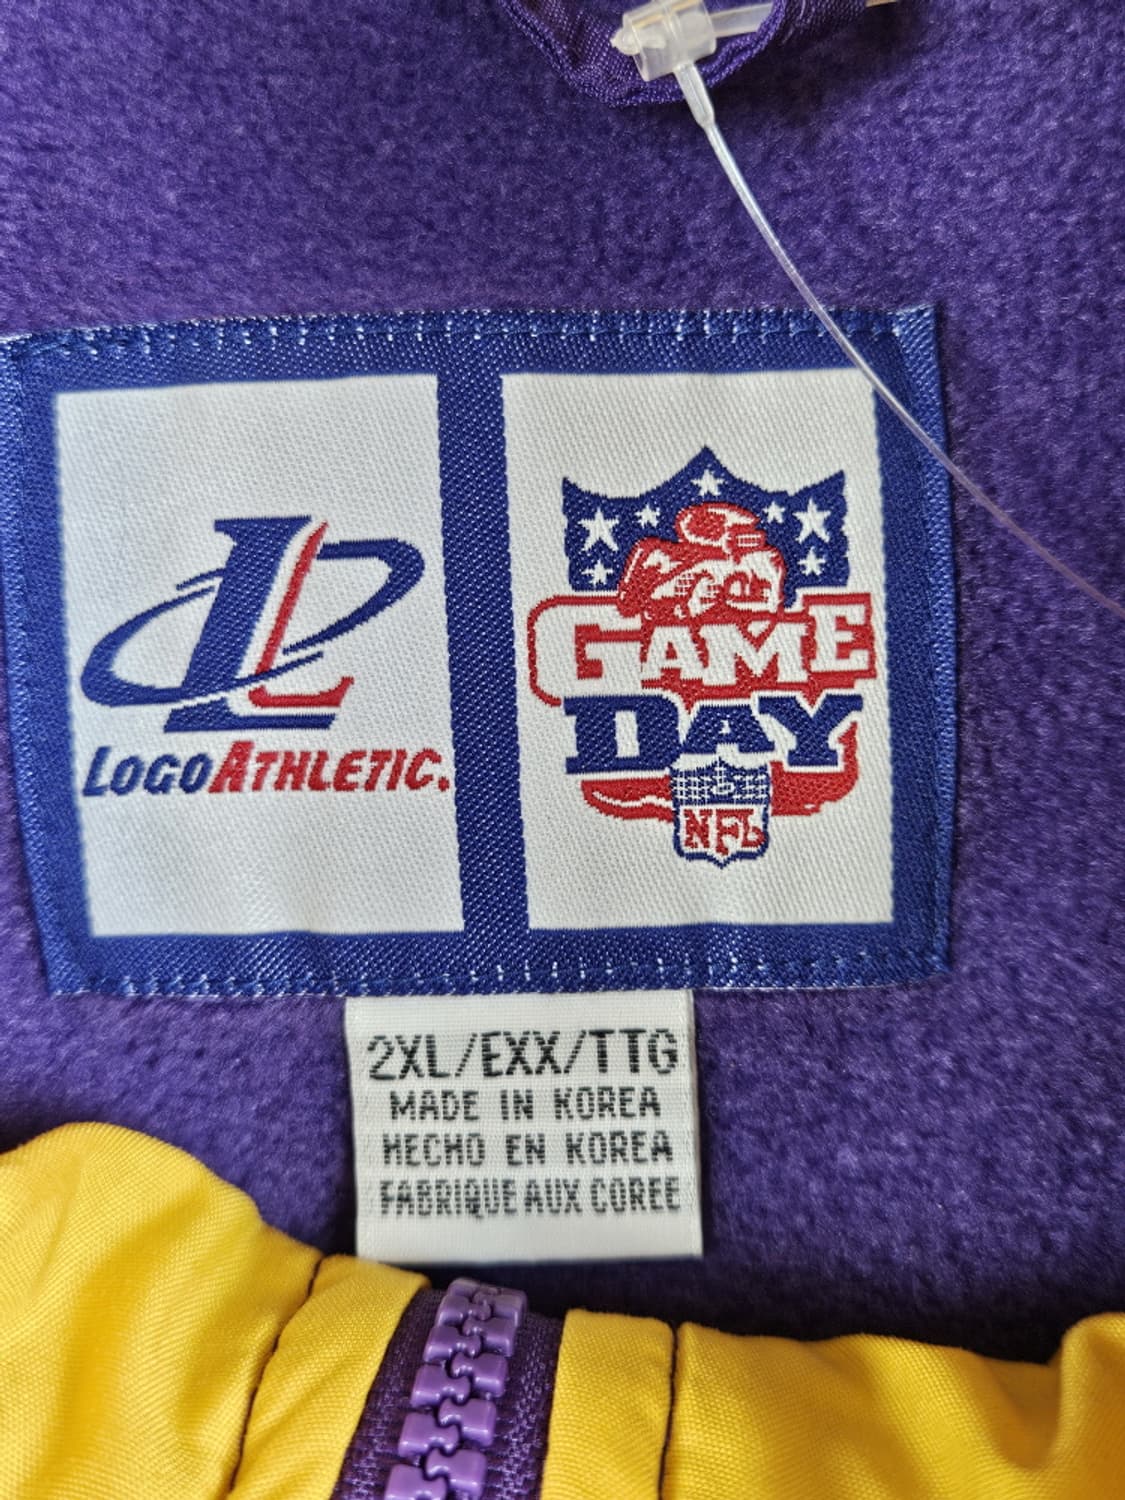 L
LOGOATHLETIC.
GAME
DAY
NFL
2XL/EXX/TTG
MADE IN KOREA
HECHO EN KOREA
FABRIQUE AUX COREE